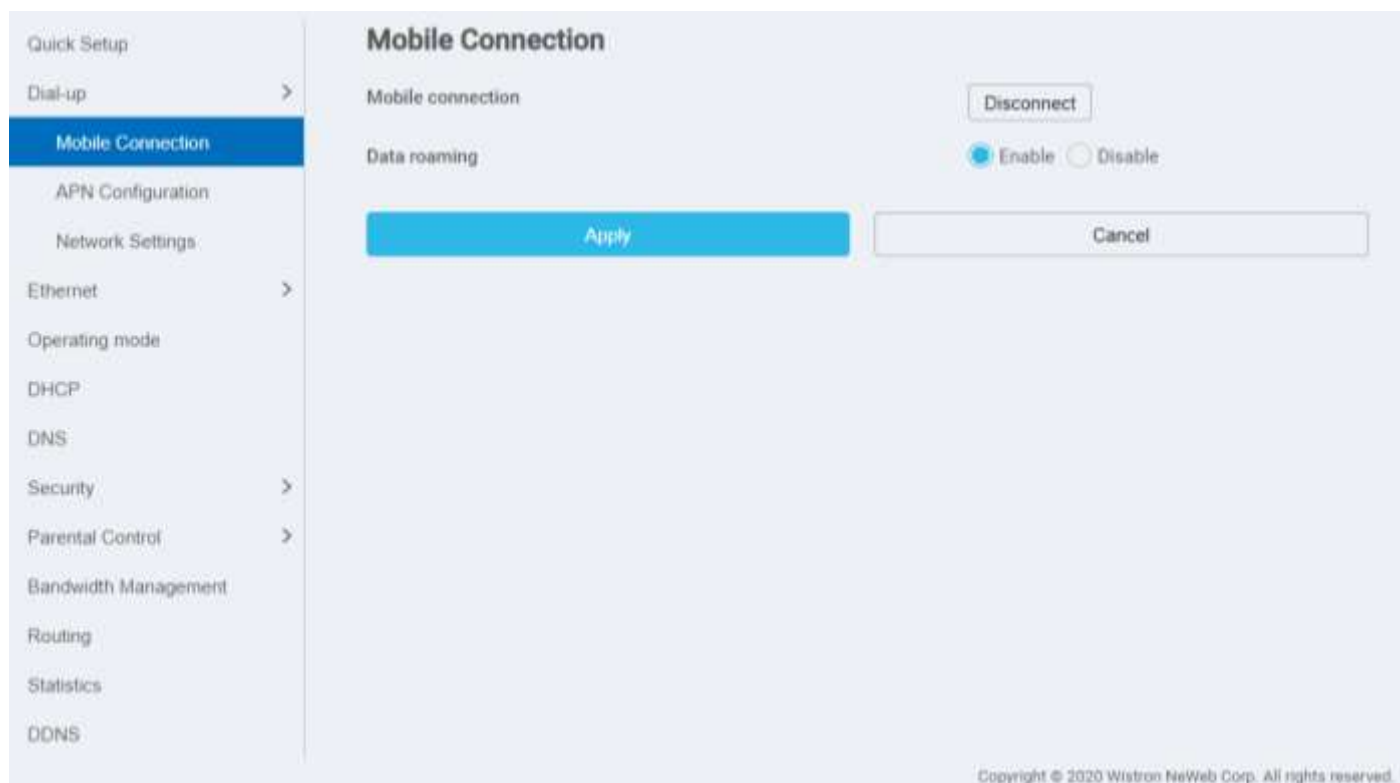 Quick Setup
Dial-up
Mobile Connection
APN Configuration
Network Settings
Ethernet
Operating mode
DHCP
DNS
Security
Parental Control
Bandwidth Management
Routing
Statistics
DDNS
Mobile Connection
Mobile connection
Disconnect
Data roaming
Enable Disable
Apply Cancel
Copyright © 2020 Wistron NeWeb Corp. All rights reserved.